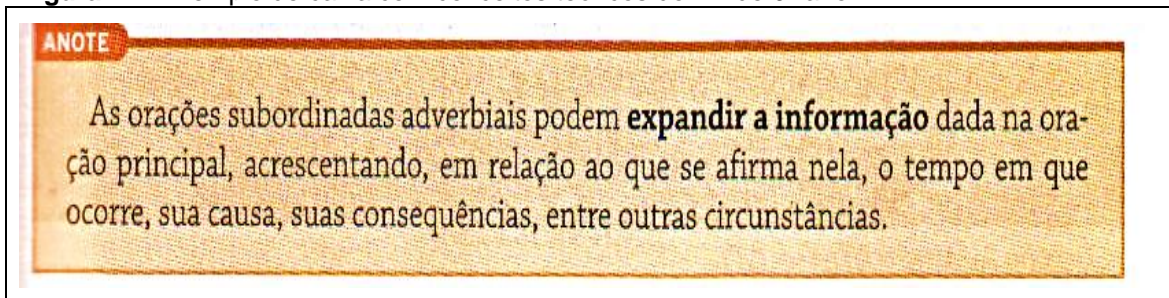 ANOTE
As orações subordinadas adverbiais podem expandir a informação dada na ora-
ção principal, acrescentando, em relação ao que se afirma nela, o tempo em que
ocorre, sua causa, suas consequências, entre outras circunstâncias.